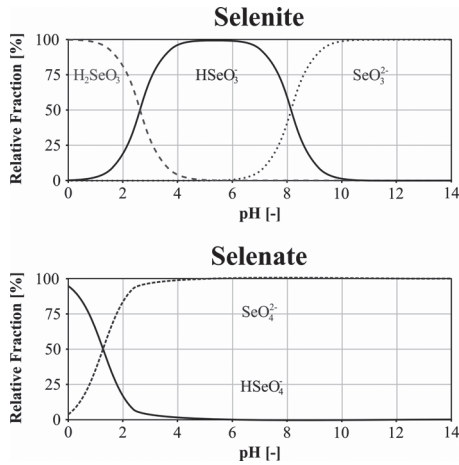 Selenite
Relative Fraction [%]
100
75
50
25
0
H₂SeO₃ HSeO₃⁻ SeO₃²⁻
0 2 4 6 8 10 12 14
pH [-]
Selenate
Relative Fraction [%]
100
75
50
25
0
SeO₄²⁻
HSeO₄⁻
0 2 4 6 8 10 12 14
pH [-]